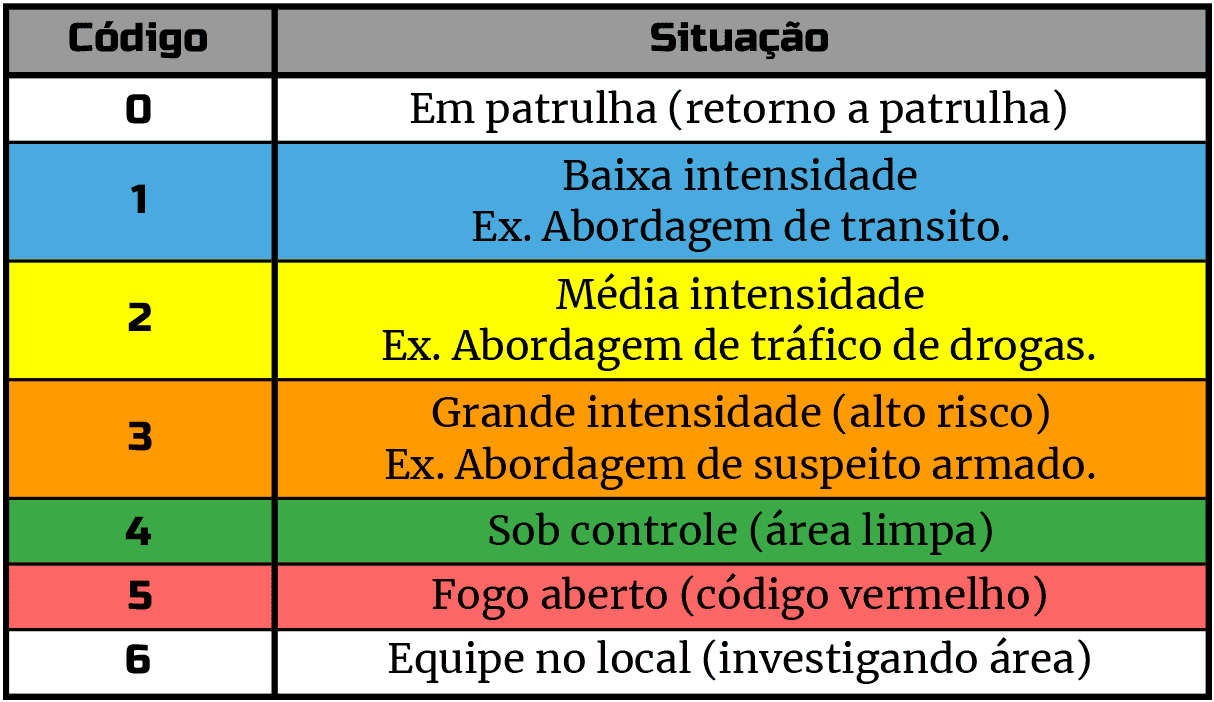 Código Situação
0 Em patrulha (retorno a patrulha)
1 Baixa intensidade
Ex. Abordagem de transito.
2 Média intensidade
Ex. Abordagem de tráfico de drogas.
3 Grande intensidade (alto risco)
Ex. Abordagem de suspeito armado.
4 Sob controle (área limpa)
5 Fogo aberto (código vermelho)
6 Equipe no local (investigando área)